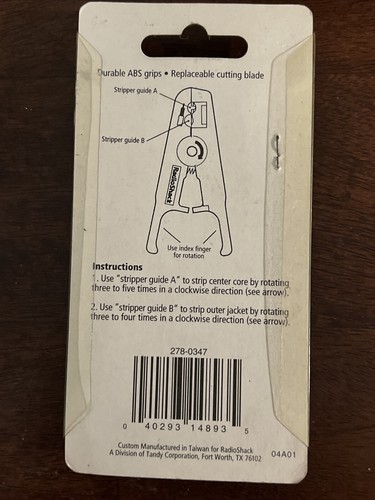 Durable ABS grips • Replaceable cutting blade
Stripper guide A
Stripper guide B
RadioShack
Use index finger
for rotation
Instructions
1. Use "stripper guide A" to strip center core by rotating
three to five times in a clockwise direction (see arrow).
2. Use "stripper guide B" to strip outer jacket by rotating
three to four times in a clockwise direction (see arrow).
278-0347
0 40293 14893 5
Custom Manufactured in Taiwan for RadioShack
A Division of Tandy Corporation, Fort Worth, TX 76102
04A01